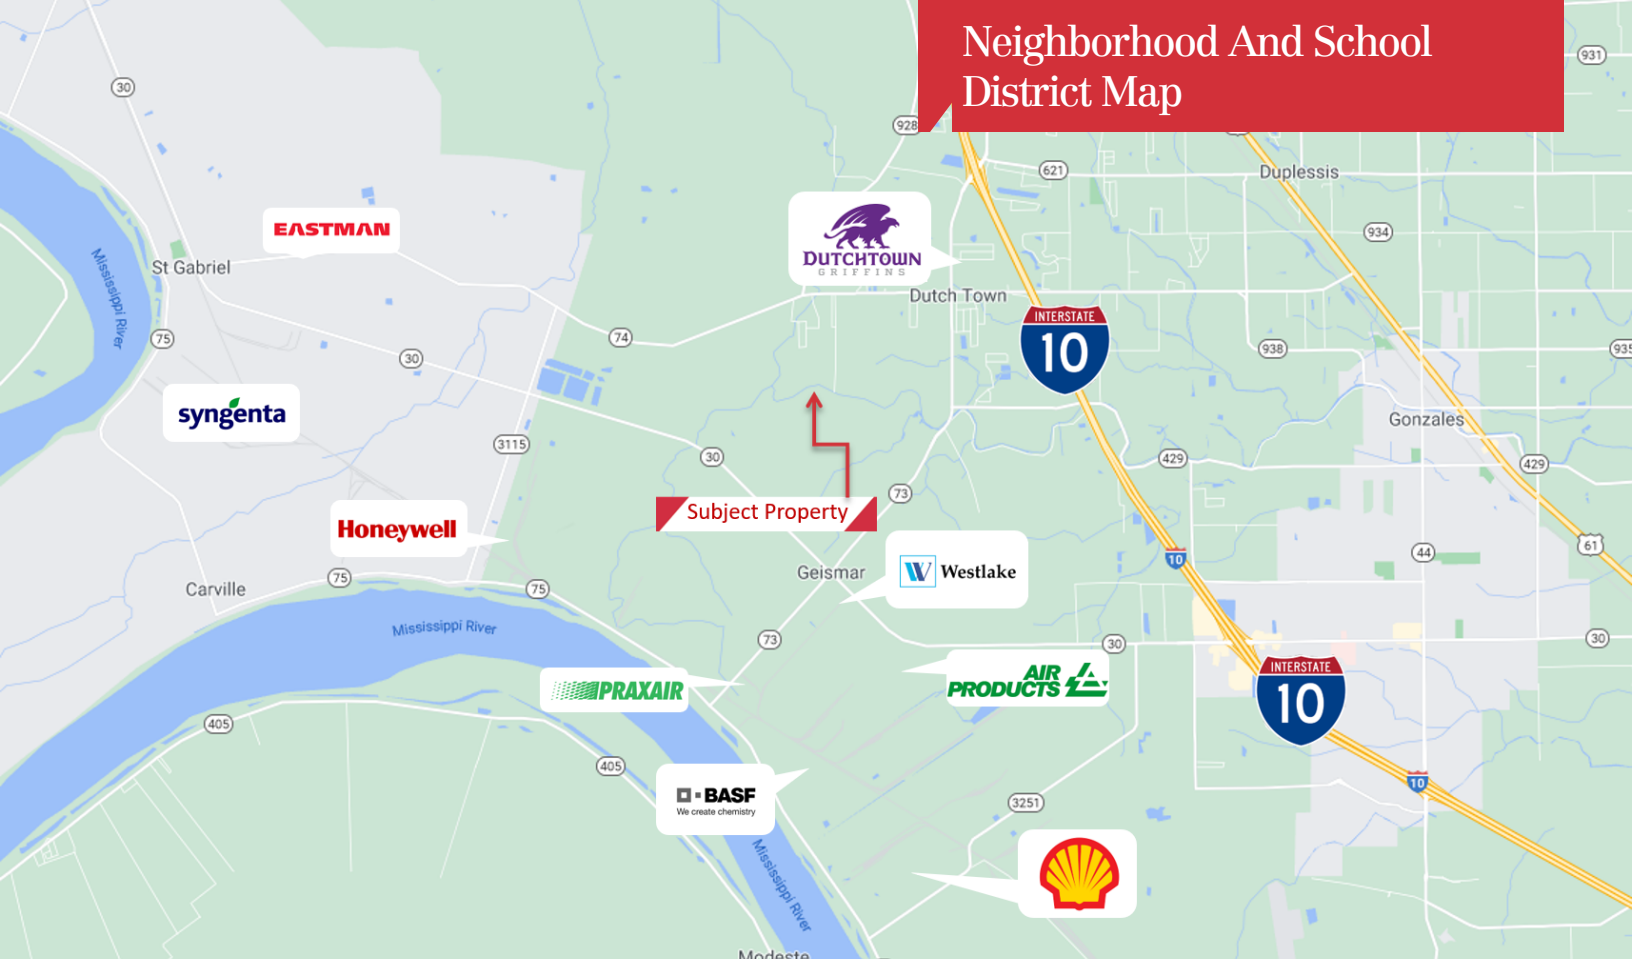 Neighborhood And School
District Map
931
30
928
621
Duplessis
934
EASTMAN
DUTCHTOWN
GRIFFINS
St Gabriel
Mississippi River
Dutch Town
INTERSTATE
10
75
74
30
938
935
syngenta
Gonzales
3115
30
429
429
73
Subject Property
Honeywell
10
44
61
Geismar
Westlake
75
75
Carville
Mississippi River
73
30
30
PRAXAIR
AIR
PRODUCTS
INTERSTATE
10
405
405
10
BASF
We create chemistry
3251
Mississippi River
Modeste